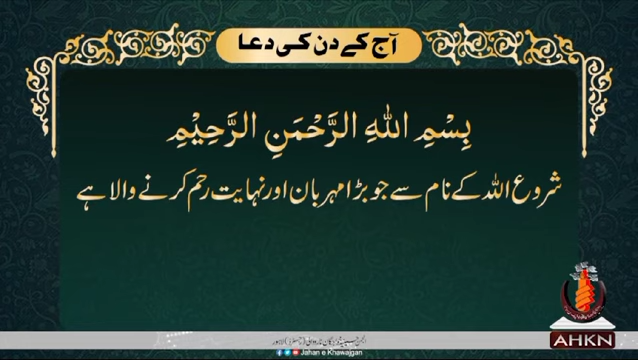 آج کے دن کی دعا
بِسْمِ اللهِ الرَّحْمَنِ الرَّحِيْمِ
شروع اللہ کے نام سے جو بڑا مہربان اور نہایت رحم کرنے والا ہے
AHKN
Jahan e Khawajgan